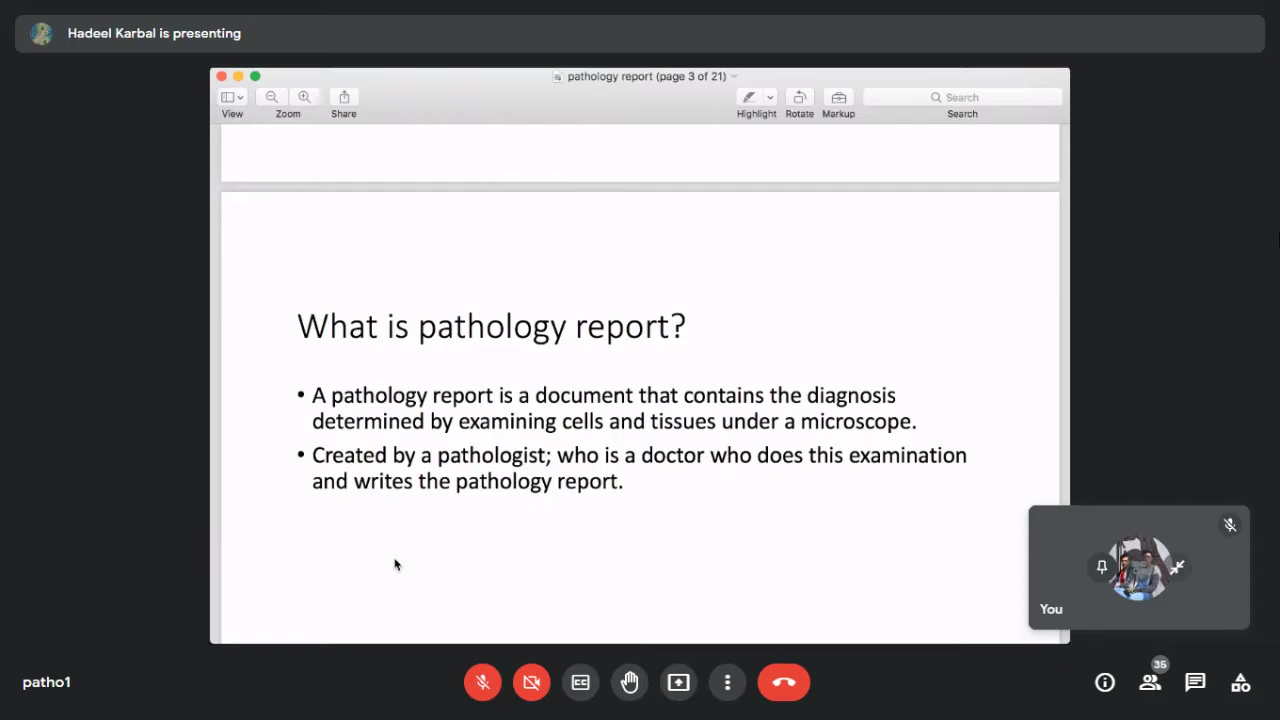 Hadeel Karbal is presenting
pathology report (page 3 of 21)
View
Zoom
Share
Highlight
Rotate
Markup
Search
Search
What is pathology report?
• A pathology report is a document that contains the diagnosis
determined by examining cells and tissues under a microscope.
• Created by a pathologist; who is a doctor who does this examination
and writes the pathology report.
You
patho1
CC
35